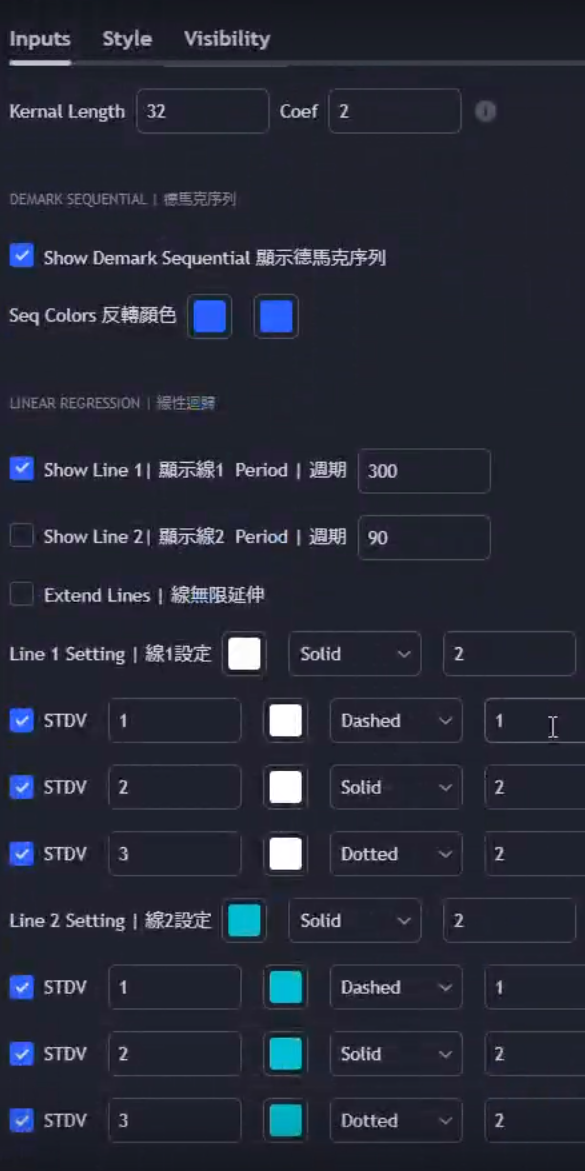 Inputs Style Visibility
Kernal Length 32 Coef 2
DEMARK SEQUENTIAL | 德馬克序列
Show Demark Sequential 顯示德馬克序列
Seq Colors 反轉顏色
LINEAR REGRESSION | 線性迴歸
Show Line 1| 顯示線1 Period | 週期 300
Show Line 2| 顯示線2 Period | 週期 90
Extend Lines | 線無限延伸
Line 1 Setting | 線1設定 Solid 2
STDV 1 Dashed 1
STDV 2 Solid 2
STDV 3 Dotted 2
Line 2 Setting | 線2設定 Solid 2
STDV 1 Dashed 1
STDV 2 Solid 2
STDV 3 Dotted 2